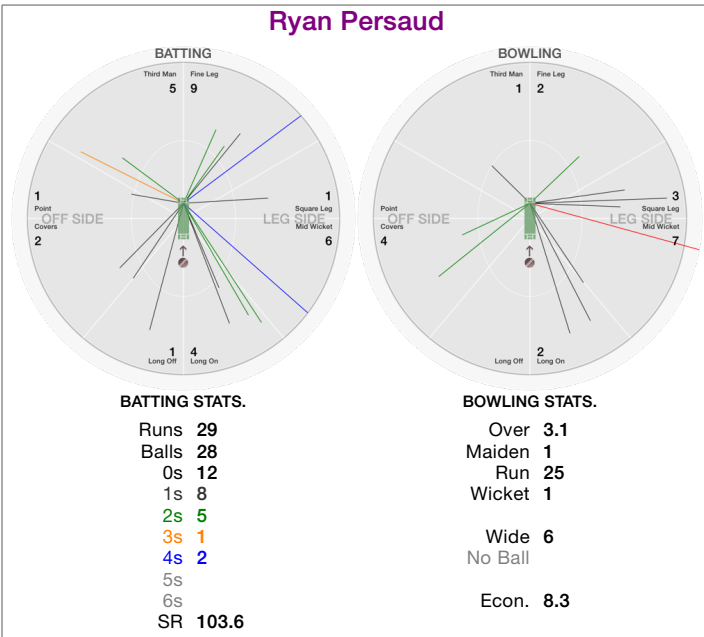 Ryan Persaud
BATTING
Third Man Fine Leg
5 9
1 1
Point Square Leg
OFF SIDE LEG SIDE
Covers Mid Wicket
2 6
1 4
Long Off Long On
BOWLING
Third Man Fine Leg
1 2
3
Point Square Leg
OFF SIDE LEG SIDE
Covers Mid Wicket
4 7
2
Long Off Long On
BATTING STATS.
Runs 29
Balls 28
0s 12
1s 8
2s 5
3s 1
4s 2
5s
6s
SR 103.6
BOWLING STATS.
Over 3.1
Maiden 1
Run 25
Wicket 1
Wide 6
No Ball
Econ. 8.3